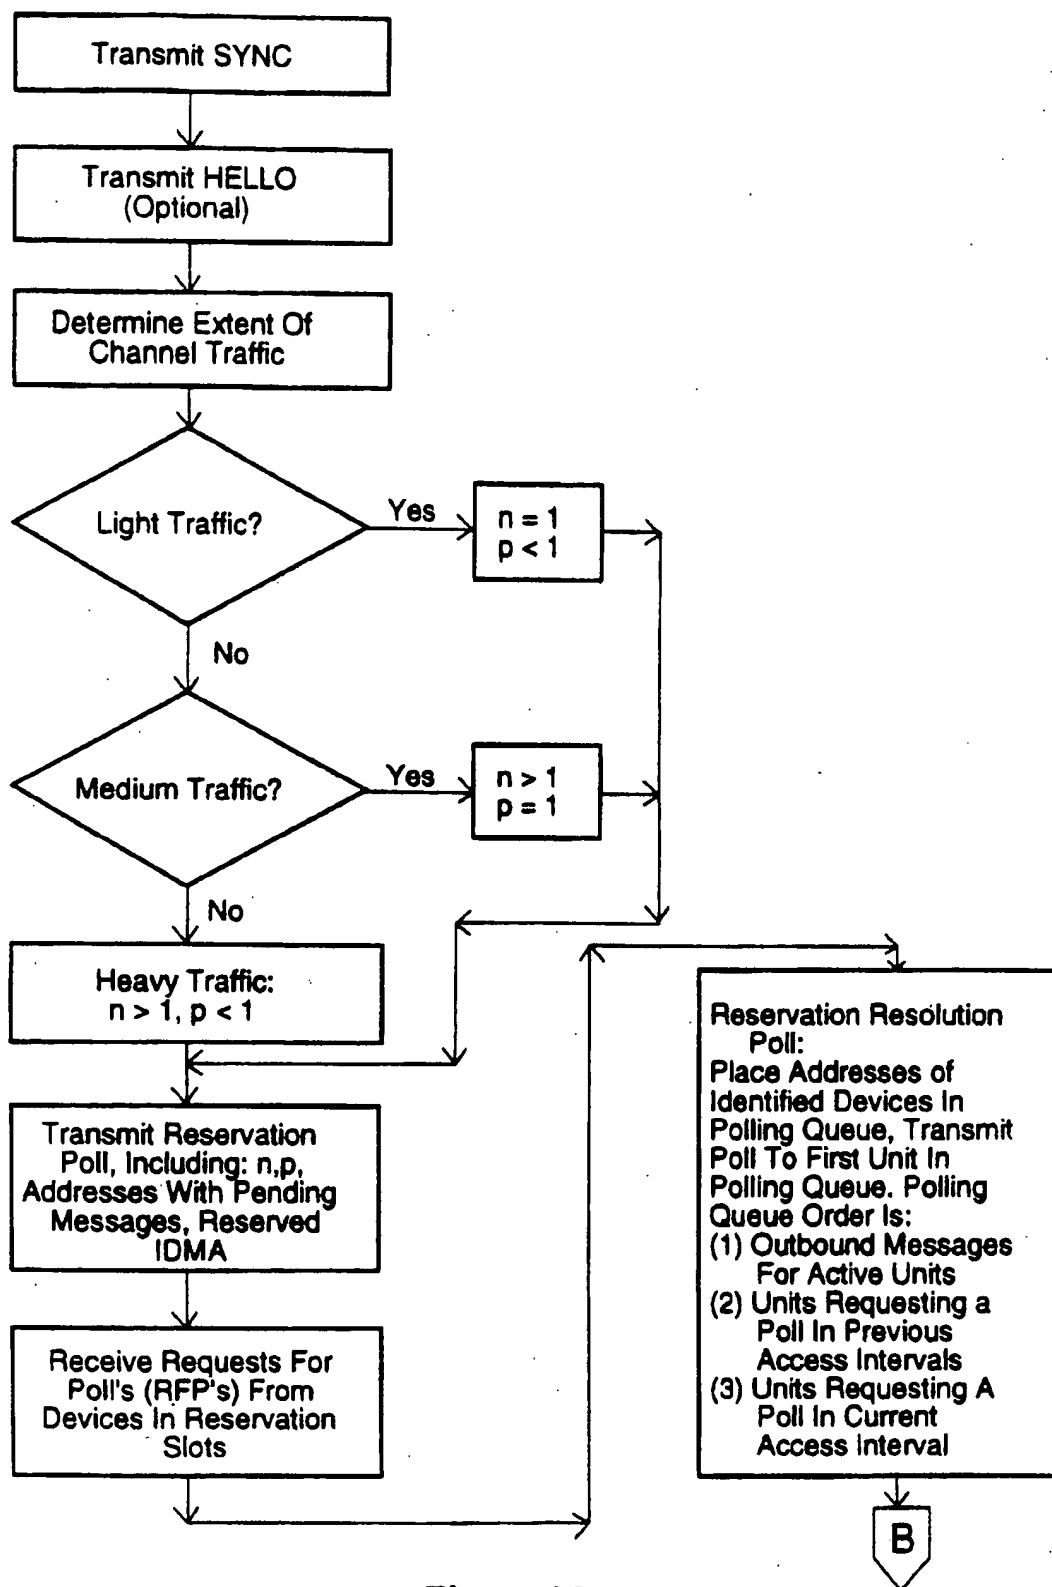 Transmit SYNC
Transmit HELLO
(Optional)
Determine Extent Of
Channel Traffic
Light Traffic?
Yes
n = 1
p < 1
No
Medium Traffic?
Yes
n > 1
p = 1
No
Heavy Traffic:
n > 1, p < 1
Transmit Reservation
Poll, Including: n,p,
Addresses With Pending
Messages, Reserved
IDMA
Receive Requests For
Poll's (RFP's) From
Devices In Reservation
Slots
Reservation Resolution
Poll:
Place Addresses of
Identified Devices In
Polling Queue, Transmit
Poll To First Unit In
Polling Queue. Polling
Queue Order Is:
(1) Outbound Messages
For Active Units
(2) Units Requesting a
Poll In Previous
Access Intervals
(3) Units Requesting A
Poll In Current
Access Interval
B